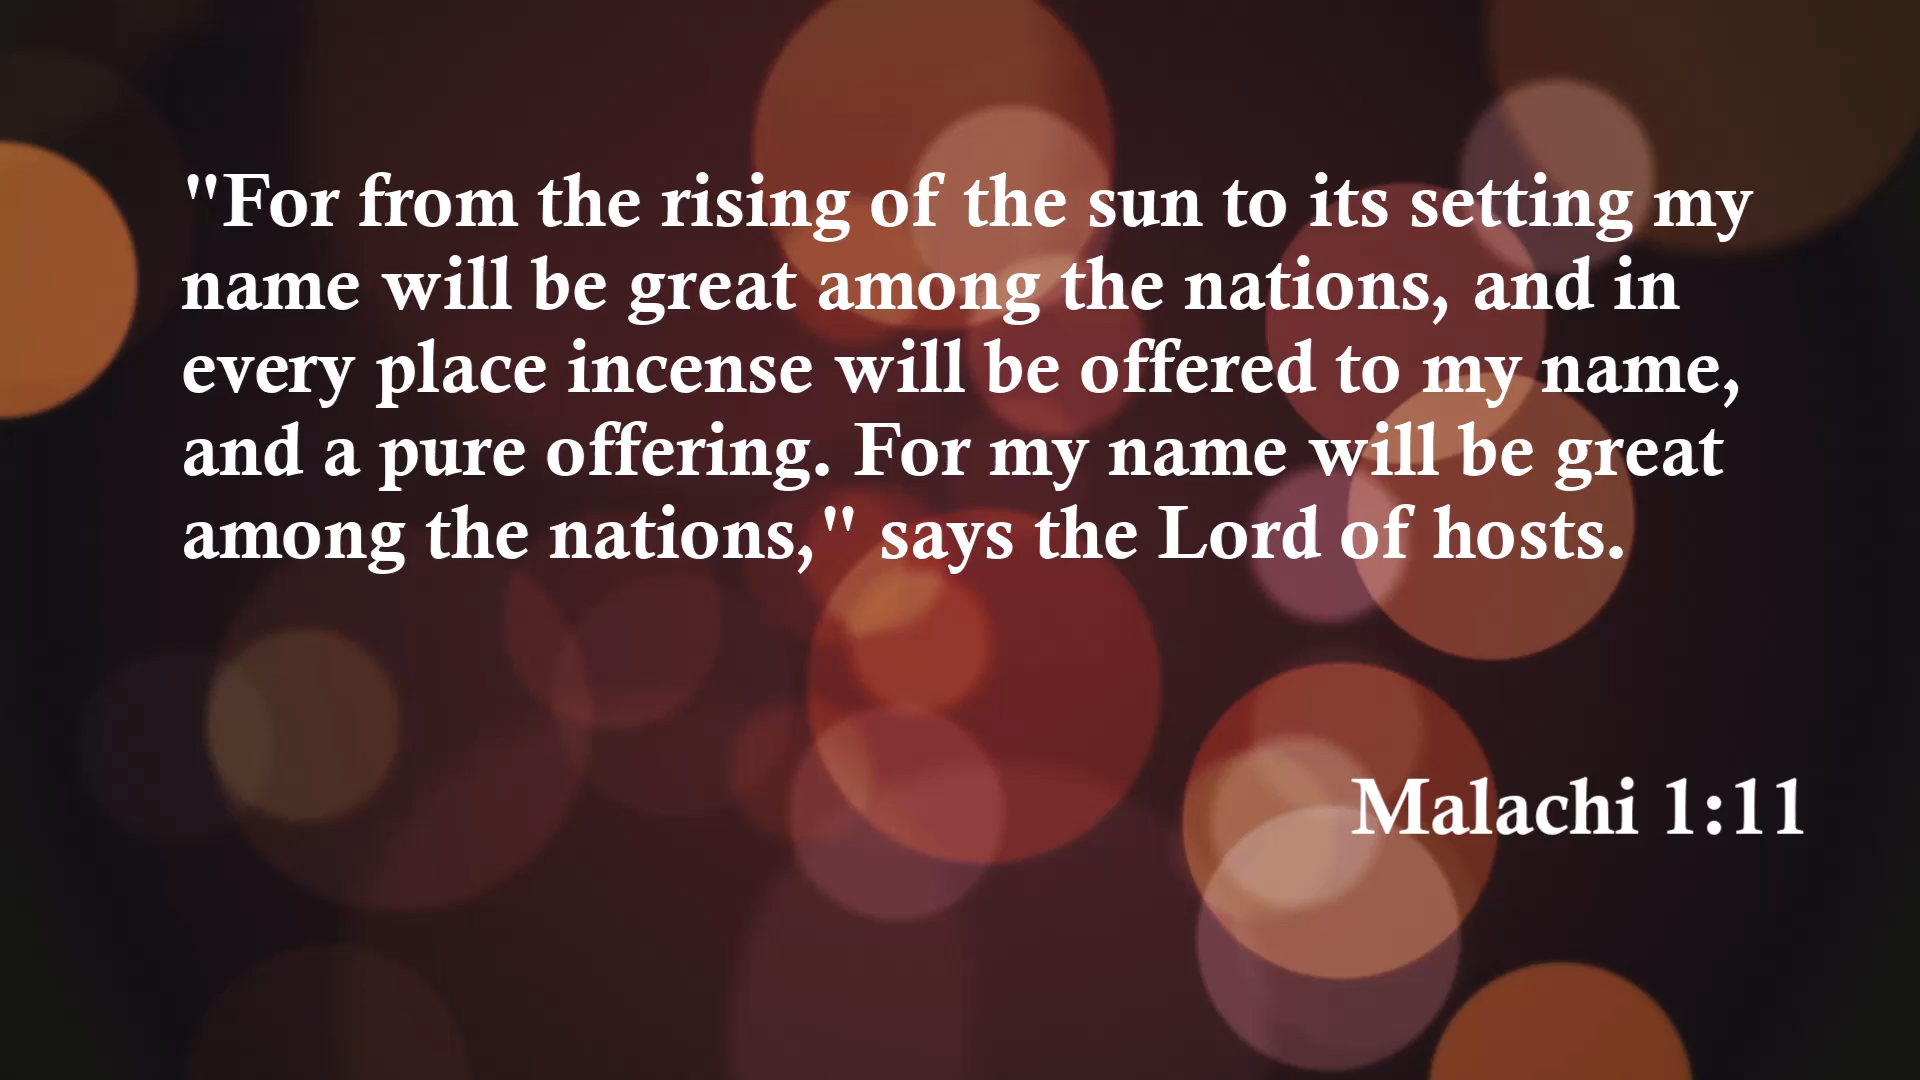 "For from the rising of the sun to its setting my
name will be great among the nations, and in
every place incense will be offered to my name,
and a pure offering. For my name will be great
among the nations," says the Lord of hosts.
Malachi 1:11